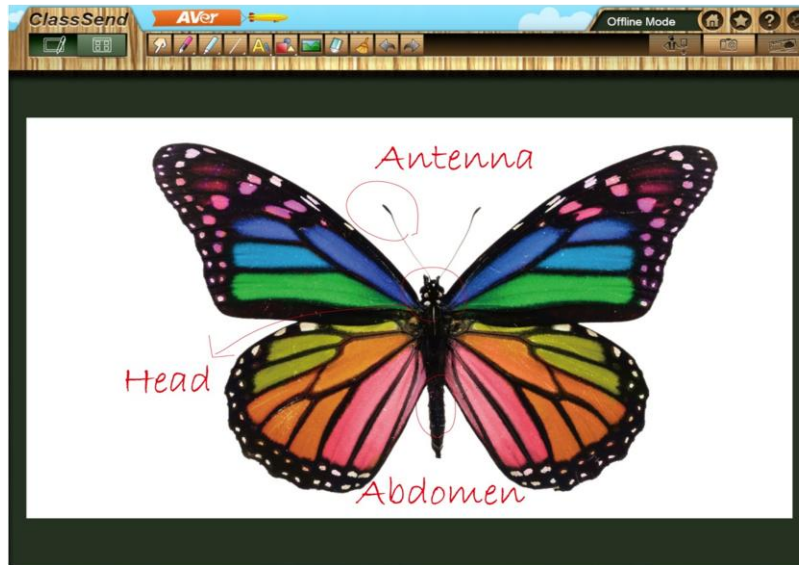 ClassSend
AVer
Offline Mode
Antenna
Head
Abdomen